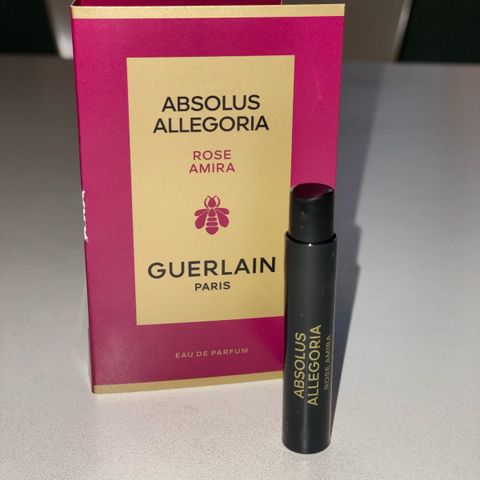 ABSOLUS
ALLEGORIA
ROSE
AMIRA
GUERLAIN
PARIS
EAU DE PARFUM
ABSOLUS
ALLEGORIA
ROSE AMIRA